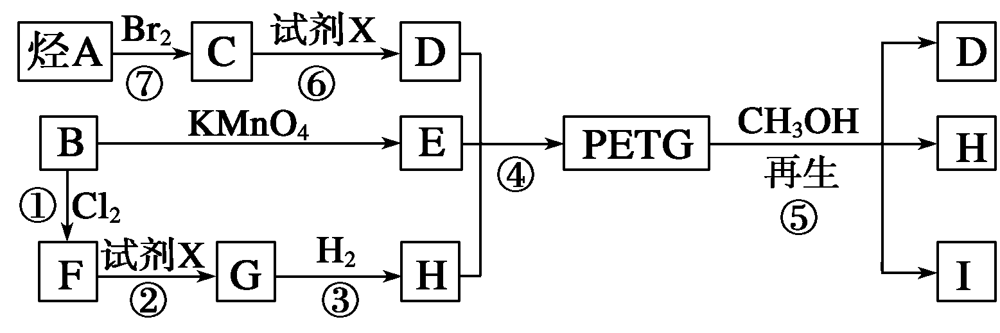 烃A Br₂ ⑦ C 试剂X ⑥ D D
B KMnO₄ E ④ PETG CH₃OH 再生 ⑤ H
① Cl₂
F 试剂X ② G H₂ ③ H I